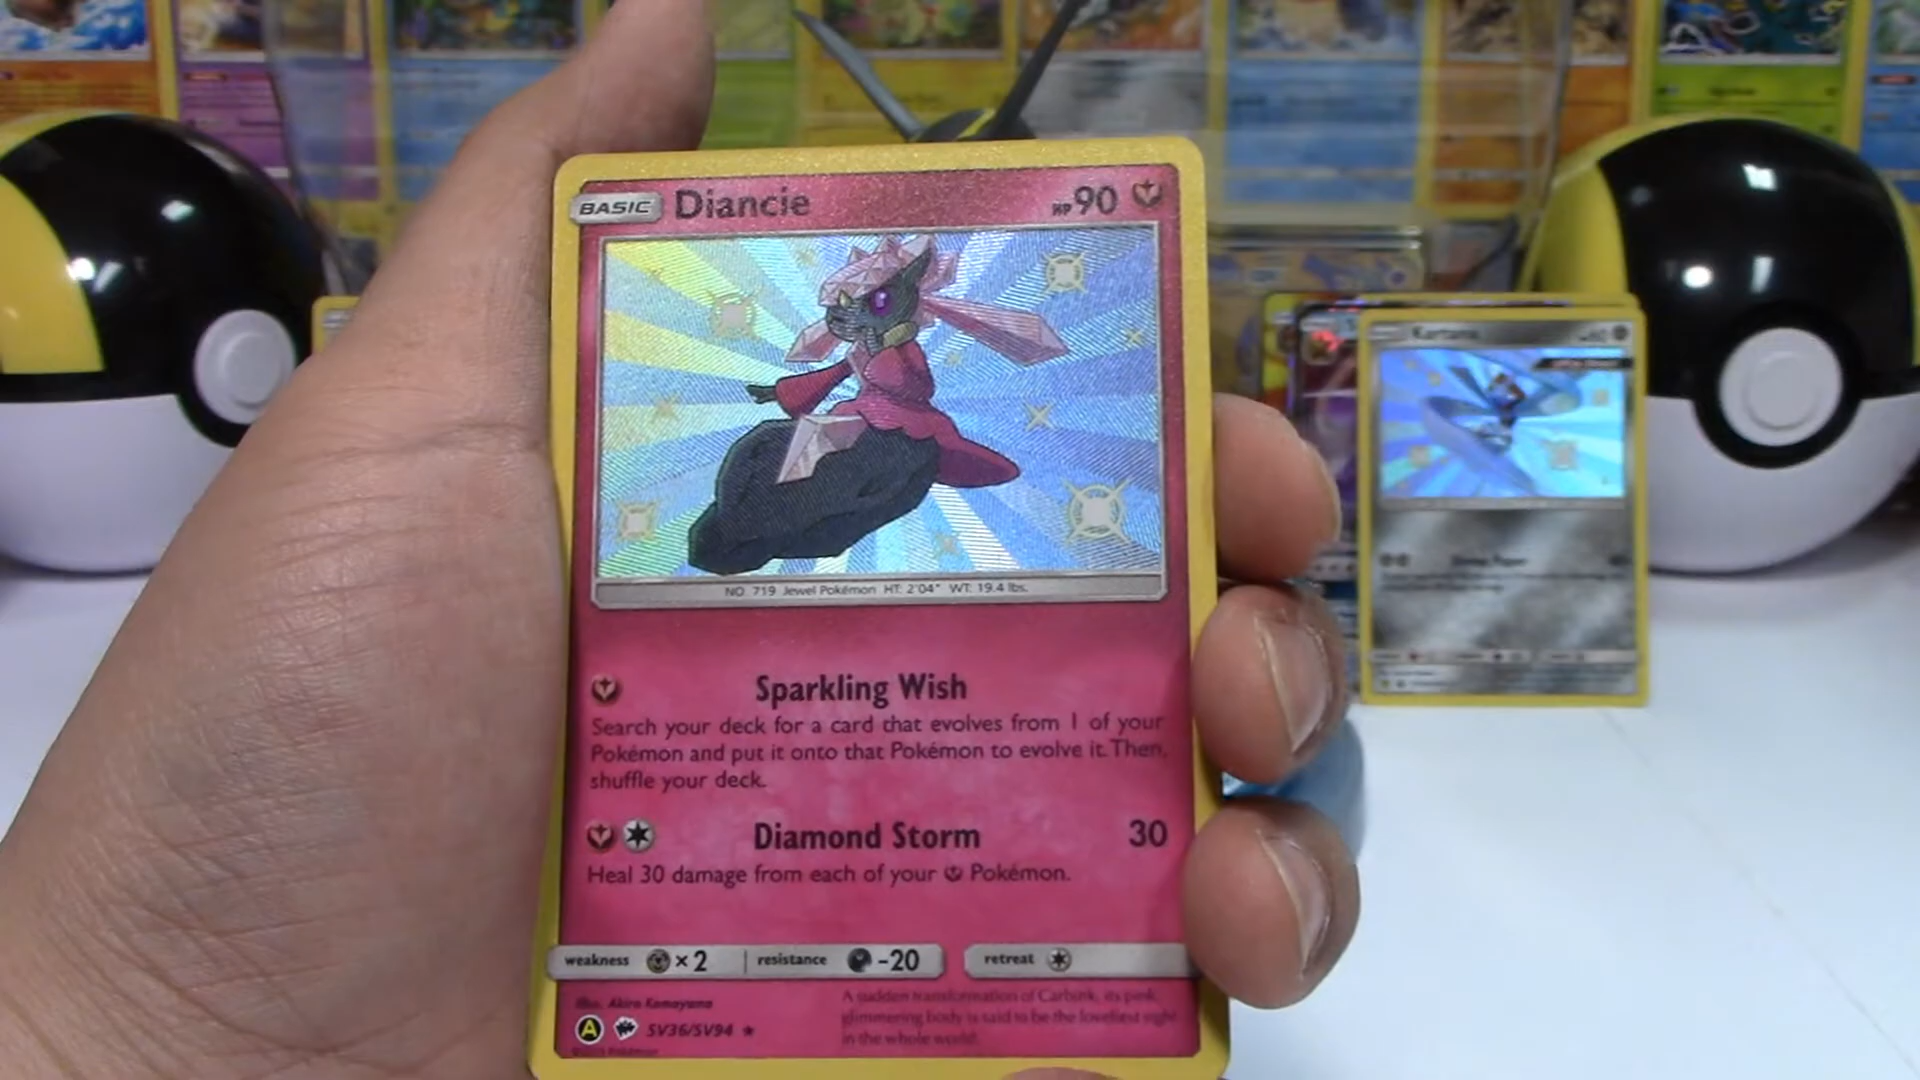 BASIC Diancie HP 90
NO. 719 Jewel Pokémon HT: 2'04" WT: 19.4 lbs.
Sparkling Wish
Search your deck for a card that evolves from 1 of your
Pokémon and put it onto that Pokémon to evolve it. Then,
shuffle your deck.
Diamond Storm 30
Heal 30 damage from each of your Pokémon.
weakness ×2 resistance -20 retreat
Illus. Akira Komayama
A SV36/SV94
A sudden transformation of Carbink, its pink,
glimmering body is said to be the loveliest sight
in the whole world.
Kartana